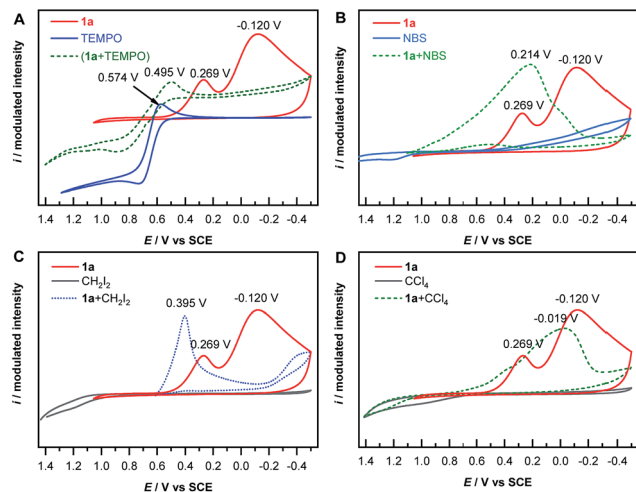 A
1a
TEMPO
(1a+TEMPO)
-0.120 V
0.574 V
0.495 V
0.269 V
i / modulated intensity
1.4 1.2 1.0 0.8 0.6 0.4 0.2 0.0 -0.2 -0.4
E / V vs SCE
B
1a
NBS
1a+NBS
0.214 V
-0.120 V
0.269 V
i / modulated intensity
1.4 1.2 1.0 0.8 0.6 0.4 0.2 0.0 -0.2 -0.4
E / V vs SCE
C
1a
CH₂I₂
1a+CH₂I₂
0.395 V
-0.120 V
0.269 V
i / modulated intensity
1.4 1.2 1.0 0.8 0.6 0.4 0.2 0.0 -0.2 -0.4
E / V vs SCE
D
1a
CCl₄
1a+CCl₄
-0.120 V
-0.019 V
0.269 V
i / modulated intensity
1.4 1.2 1.0 0.8 0.6 0.4 0.2 0.0 -0.2 -0.4
E / V vs SCE